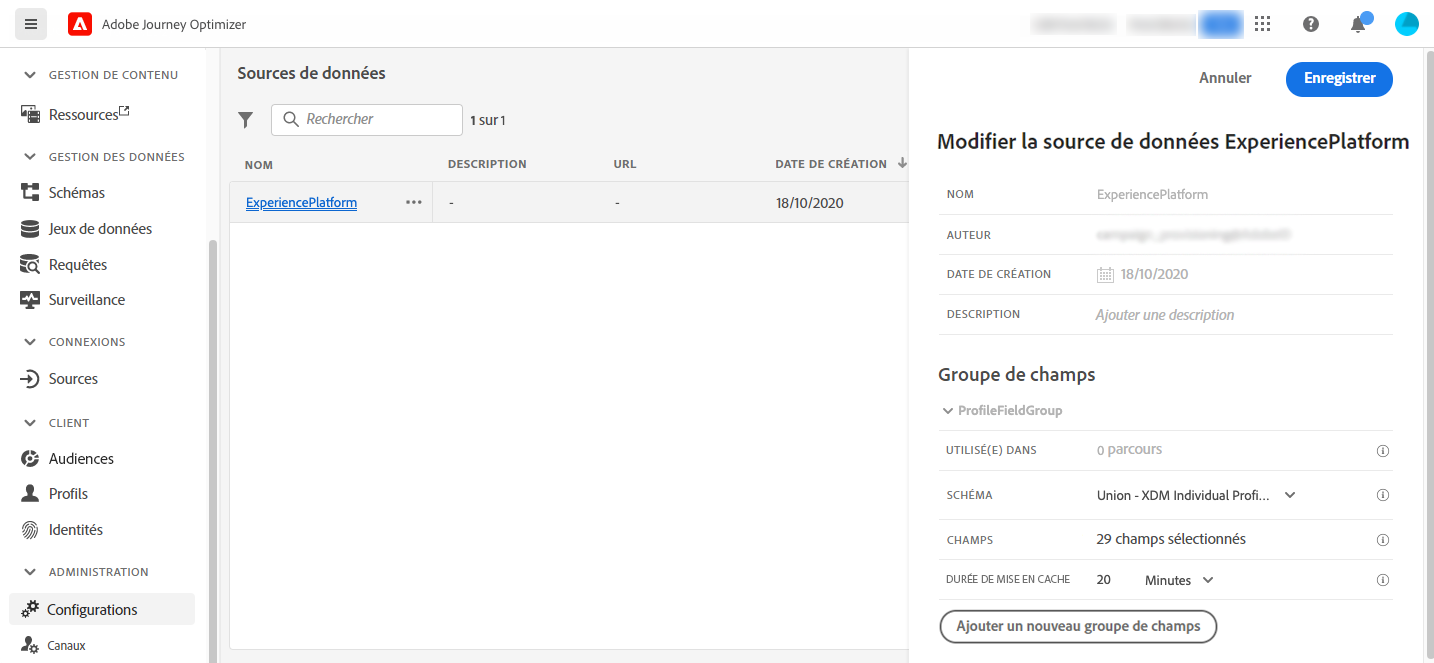 Adobe Journey Optimizer
GESTION DE CONTENU
Ressources
GESTION DES DONNÉES
Schémas
Jeux de données
Requêtes
Surveillance
CONNEXIONS
Sources
CLIENT
Audiences
Profils
Identités
ADMINISTRATION
Configurations
Canaux
Sources de données
Rechercher
1 sur 1
NOM DESCRIPTION URL DATE DE CRÉATION
ExperiencePlatform - - 18/10/2020
Annuler Enregistrer
Modifier la source de données ExperiencePlatform
NOM ExperiencePlatform
AUTEUR
DATE DE CRÉATION 18/10/2020
DESCRIPTION Ajouter une description
Groupe de champs
ProfileFieldGroup
UTILISÉ(E) DANS 0 parcours
SCHÉMA Union - XDM Individual Profi...
CHAMPS 29 champs sélectionnés
DURÉE DE MISE EN CACHE 20 Minutes
Ajouter un nouveau groupe de champs